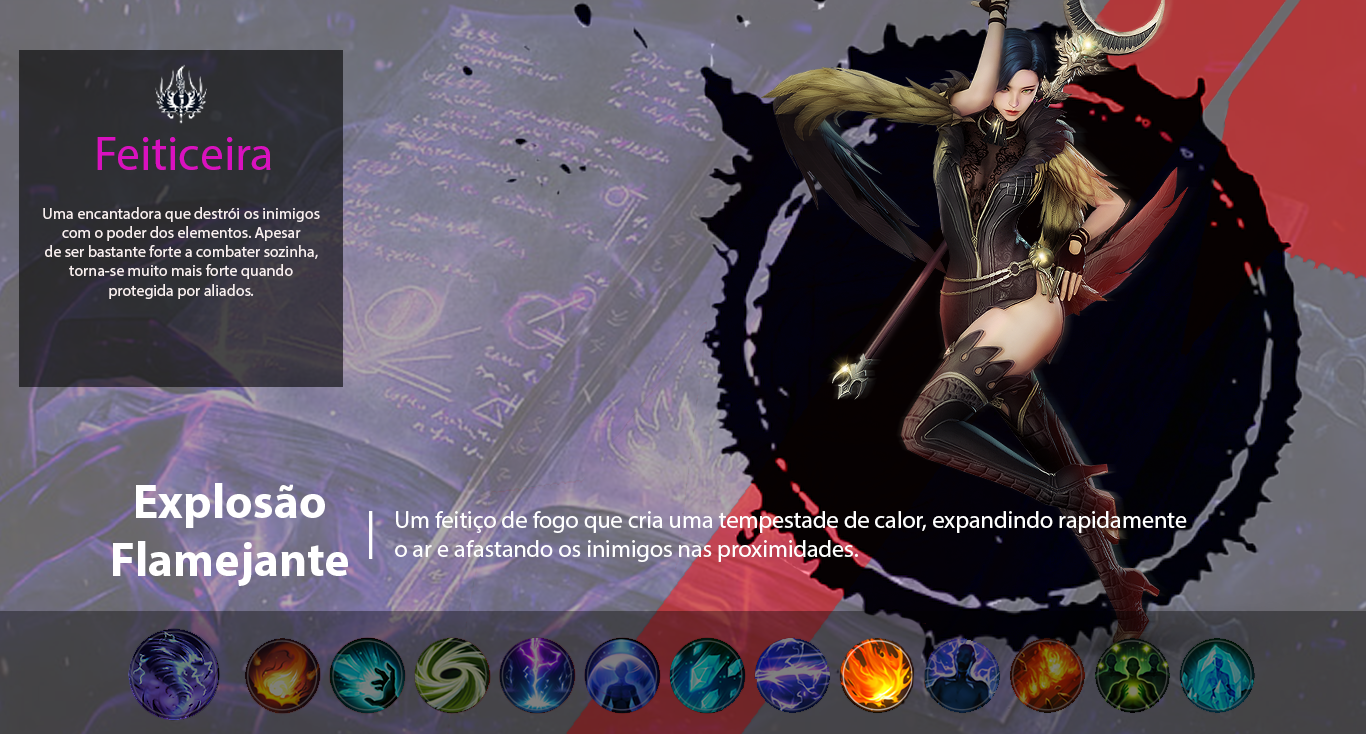 Feiticeira
Uma encantadora que destrói os inimigos
com o poder dos elementos. Apesar
de ser bastante forte a combater sozinha,
torna-se muito mais forte quando
protegida por aliados.
Explosão
Flamejante
Um feitiço de fogo que cria uma tempestade de calor, expandindo rapidamente
o ar e afastando os inimigos nas proximidades.